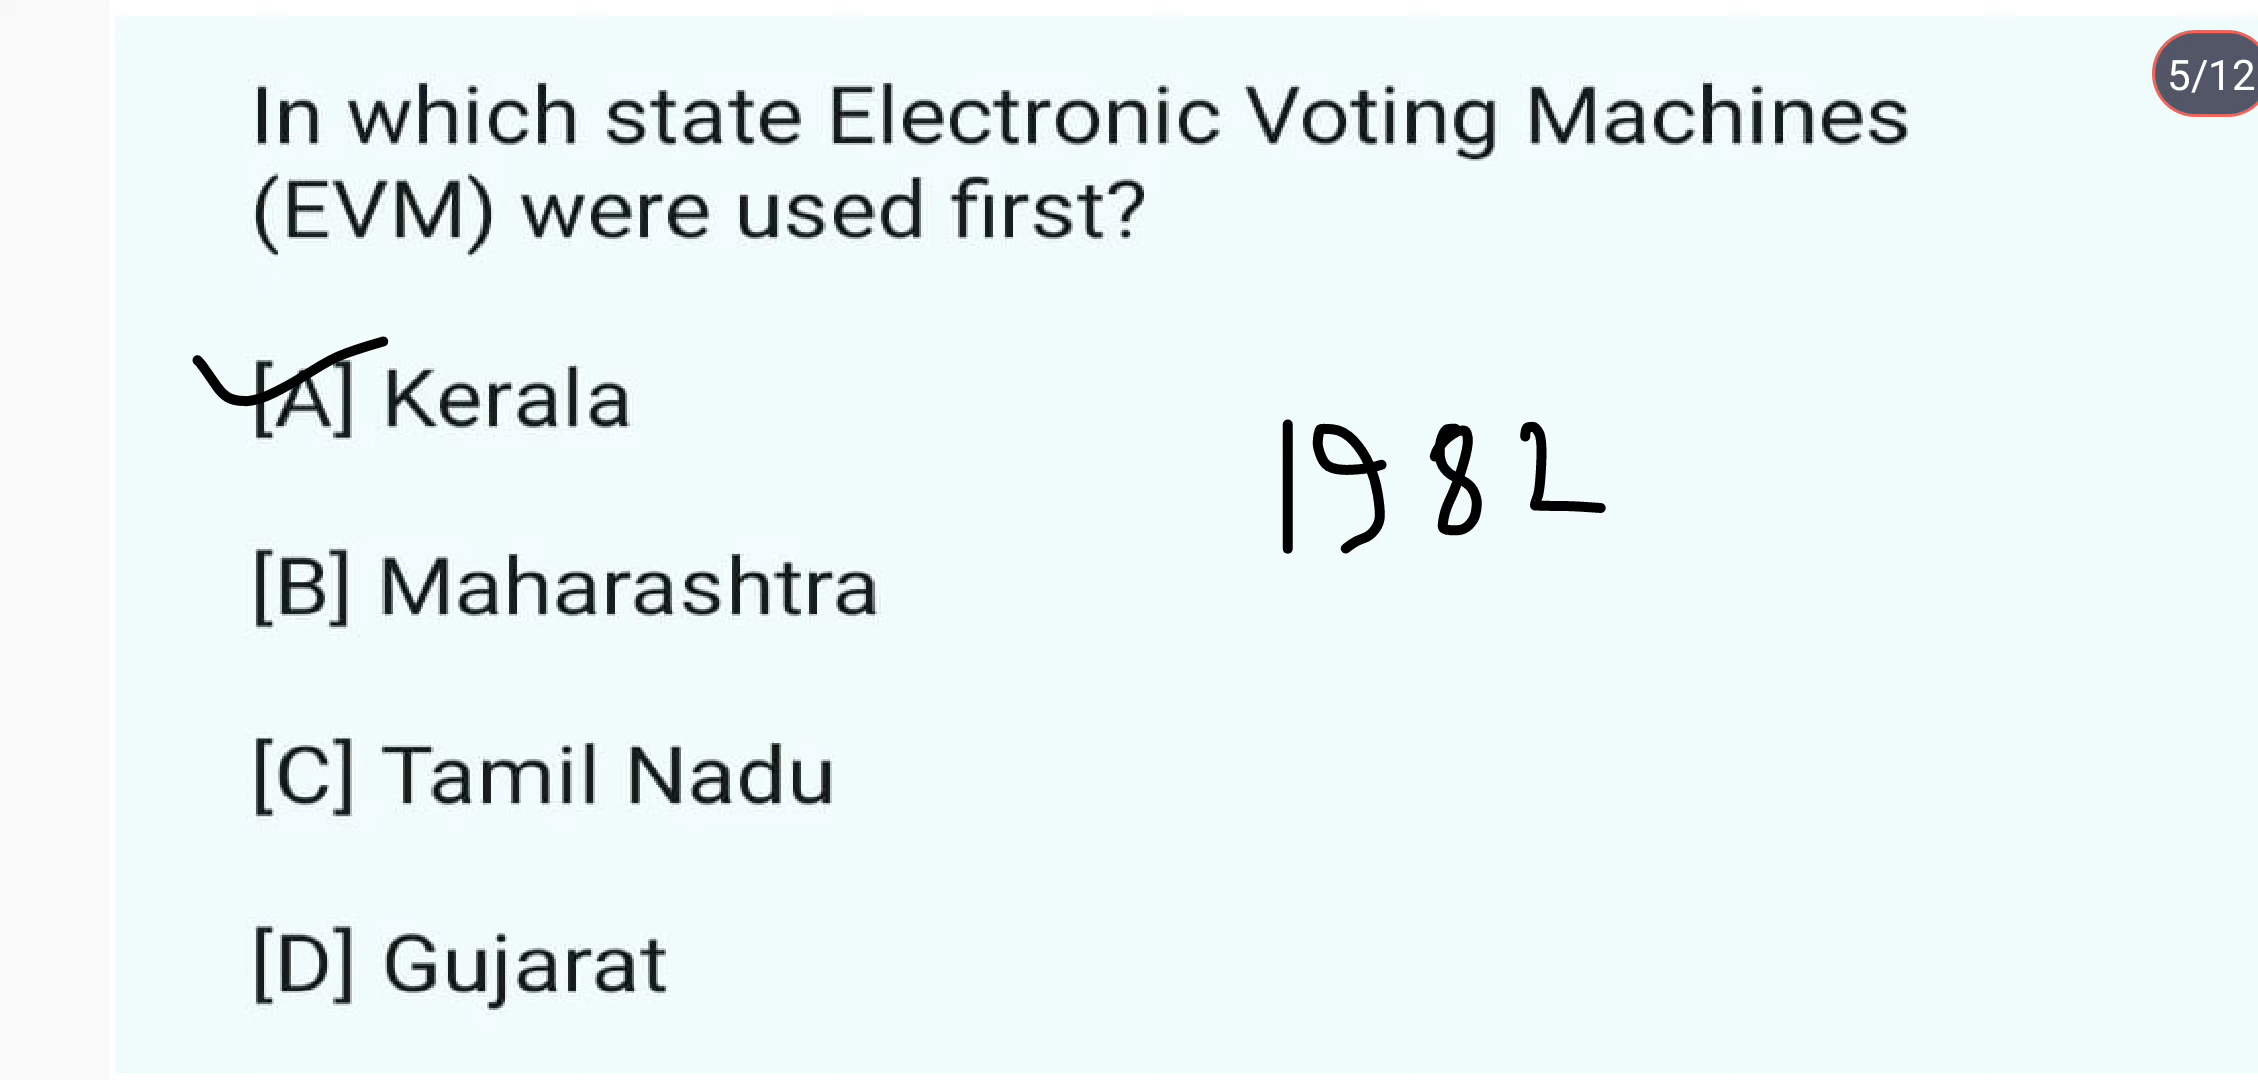 5/12
In which state Electronic Voting Machines
(EVM) were used first?
[A] Kerala
1982
[B] Maharashtra
[C] Tamil Nadu
[D] Gujarat